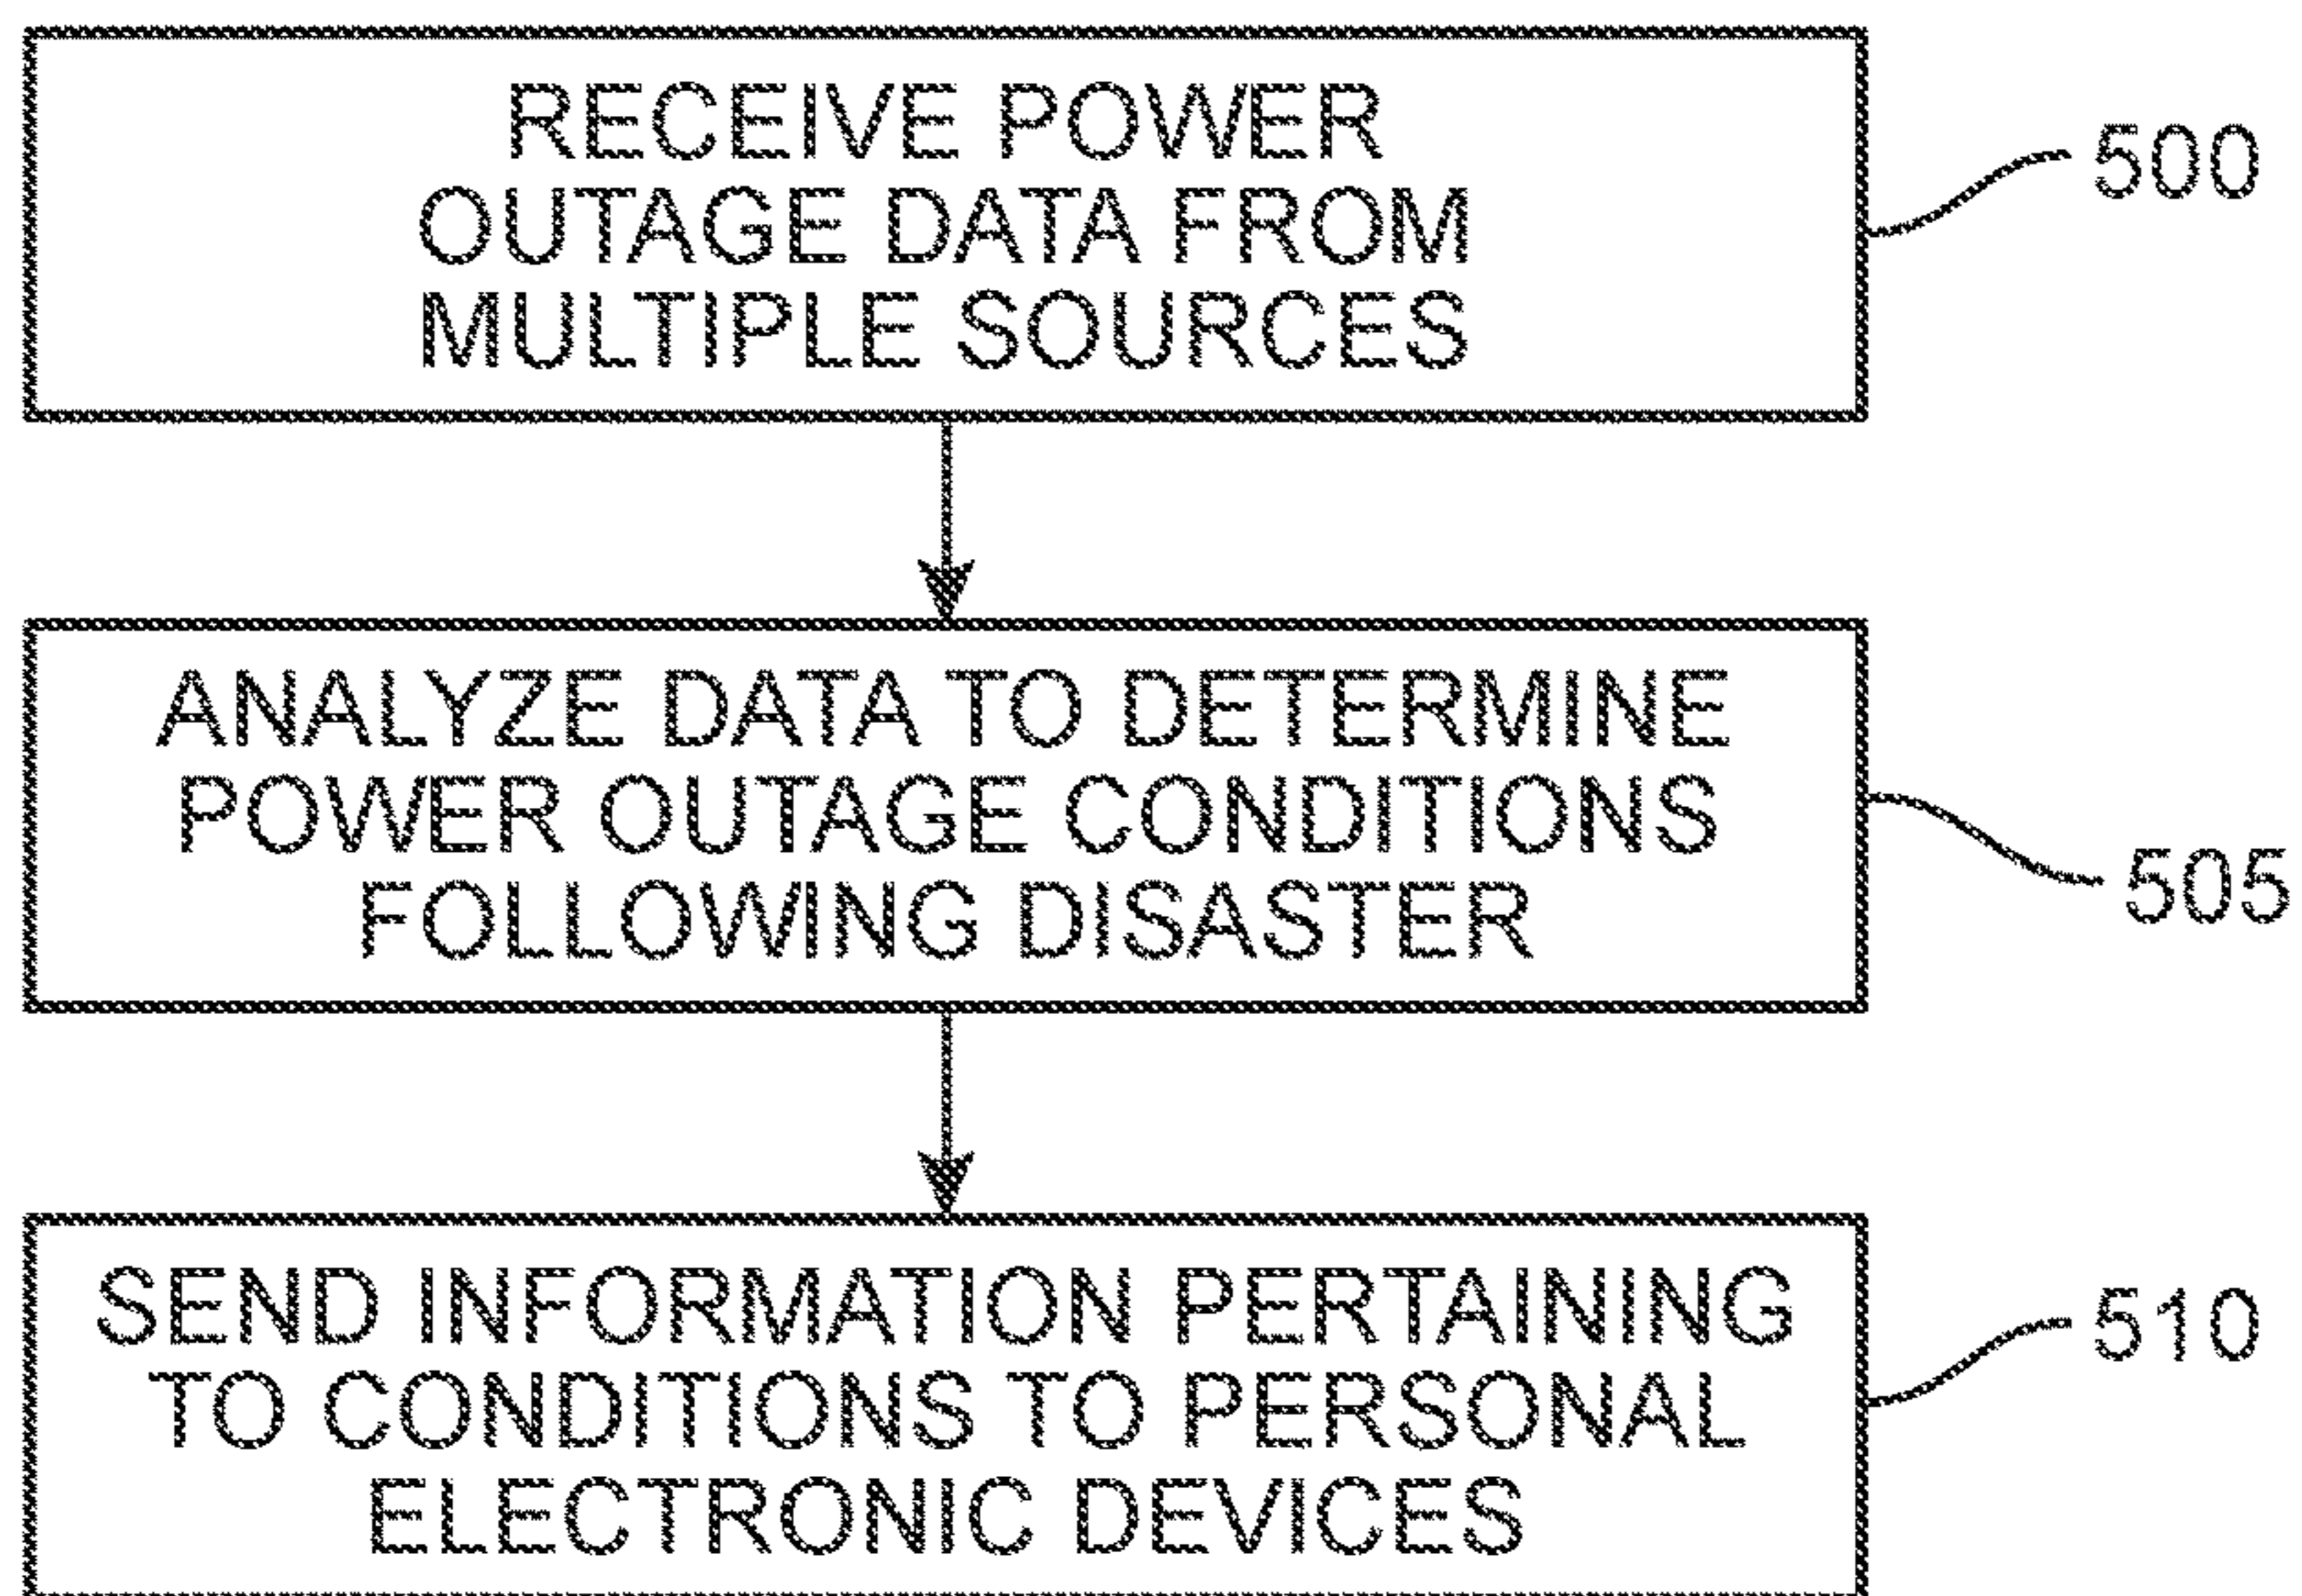 RECEIVE POWER
OUTAGE DATA FROM
MULTIPLE SOURCES
500
ANALYZE DATA TO DETERMINE
POWER OUTAGE CONDITIONS
FOLLOWING DISASTER
505
SEND INFORMATION PERTAINING
TO CONDITIONS TO PERSONAL
ELECTRONIC DEVICES
510